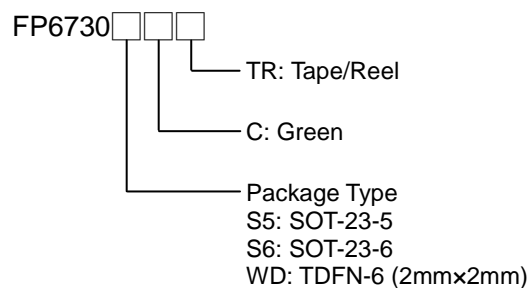 FP6730□□□
TR: Tape/Reel
C: Green
Package Type
S5: SOT-23-5
S6: SOT-23-6
WD: TDFN-6 (2mm×2mm)